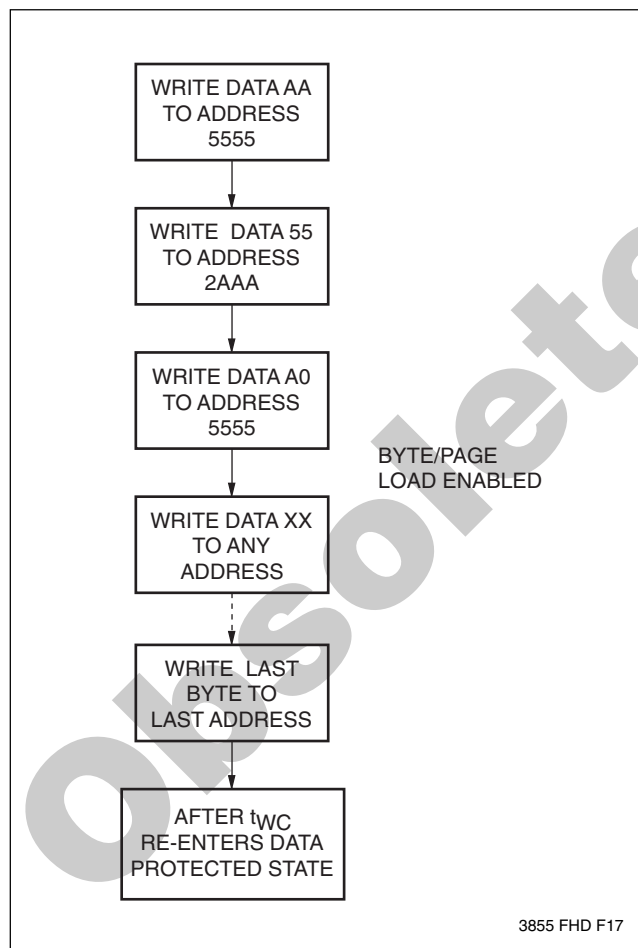 WRITE DATA AA
TO ADDRESS
5555
WRITE DATA 55
TO ADDRESS
2AAA
WRITE DATA A0
TO ADDRESS
5555
BYTE/PAGE
LOAD ENABLED
WRITE DATA XX
TO ANY
ADDRESS
WRITE LAST
BYTE TO
LAST ADDRESS
AFTER tWC
RE-ENTERS DATA
PROTECTED STATE
3855 FHD F17
Obsolete